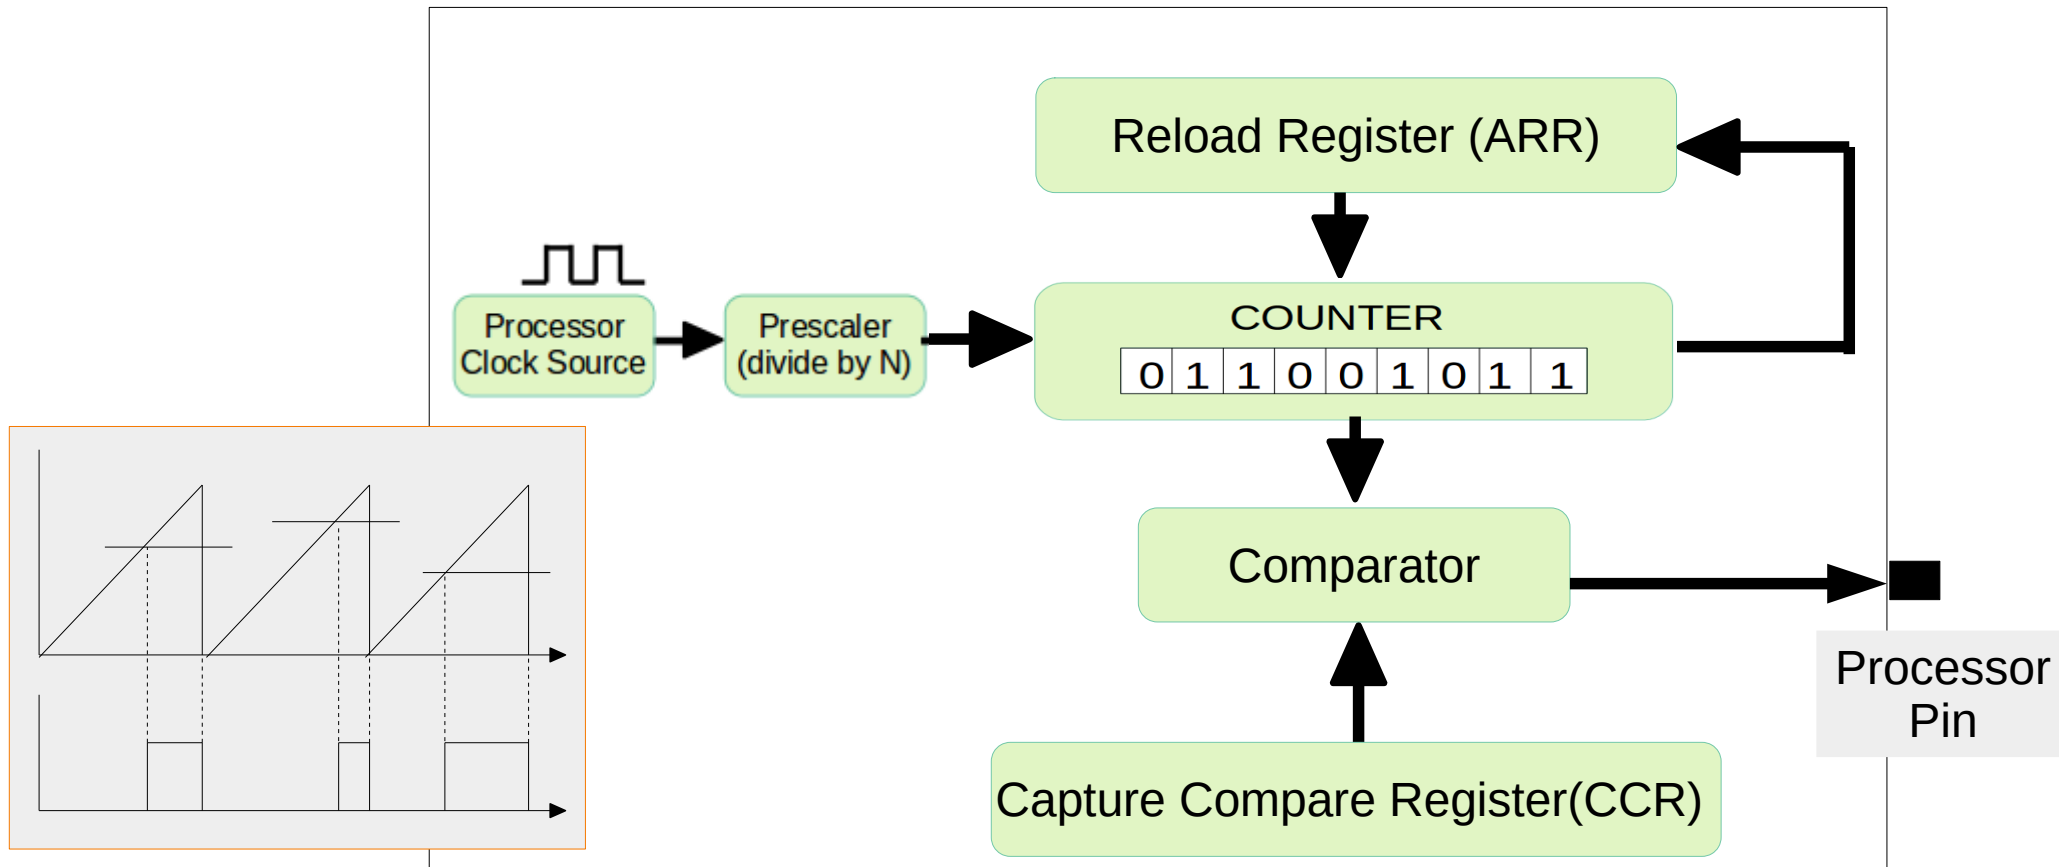 Reload Register (ARR)
Processor
Clock Source
Prescaler
(divide by N)
COUNTER
0 1 1 0 0 1 0 1 1
Comparator
Processor
Pin
Capture Compare Register(CCR)